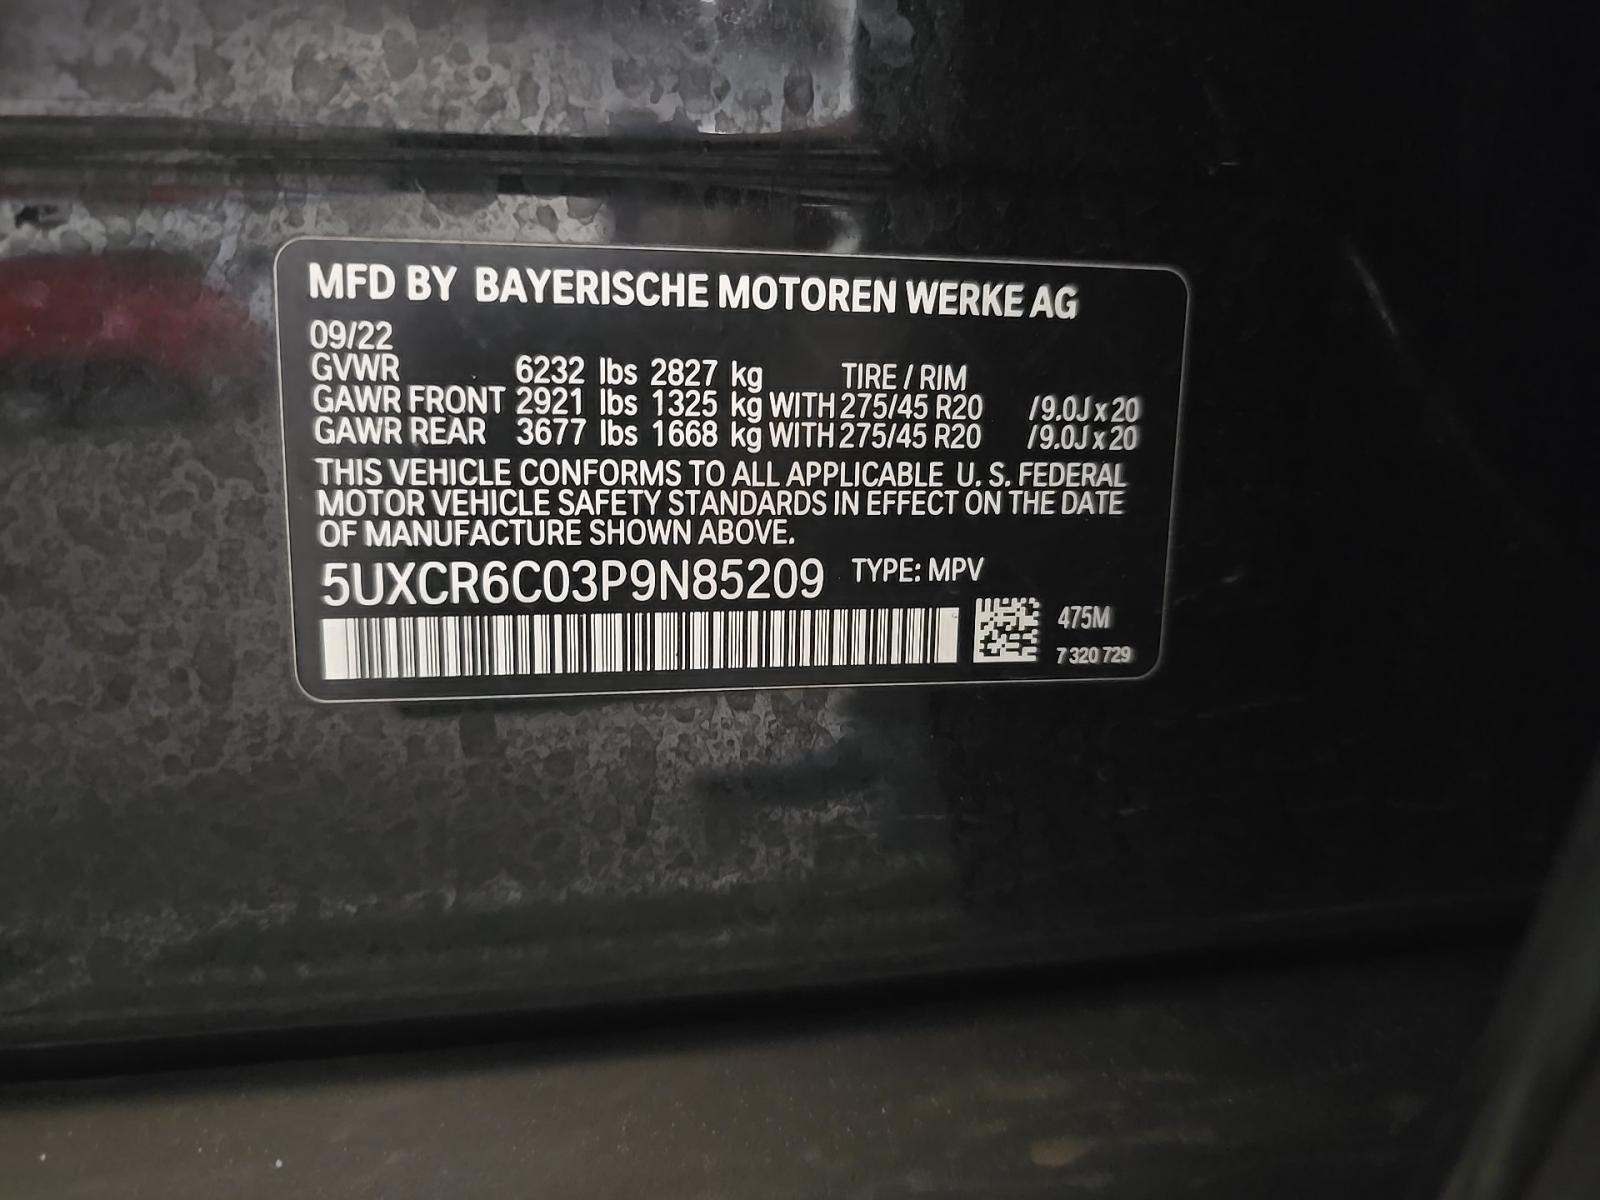 MFD BY BAYERISCHE MOTOREN WERKE AG
09/22
GVWR 6232 lbs 2827 kg TIRE / RIM
GAWR FRONT 2921 lbs 1325 kg WITH 275/45 R20 / 9.0J x 20
GAWR REAR 3677 lbs 1668 kg WITH 275/45 R20 / 9.0J x 20
THIS VEHICLE CONFORMS TO ALL APPLICABLE U. S. FEDERAL
MOTOR VEHICLE SAFETY STANDARDS IN EFFECT ON THE DATE
OF MANUFACTURE SHOWN ABOVE.
5UXCR6C03P9N85209 TYPE: MPV
475M
7 320 729